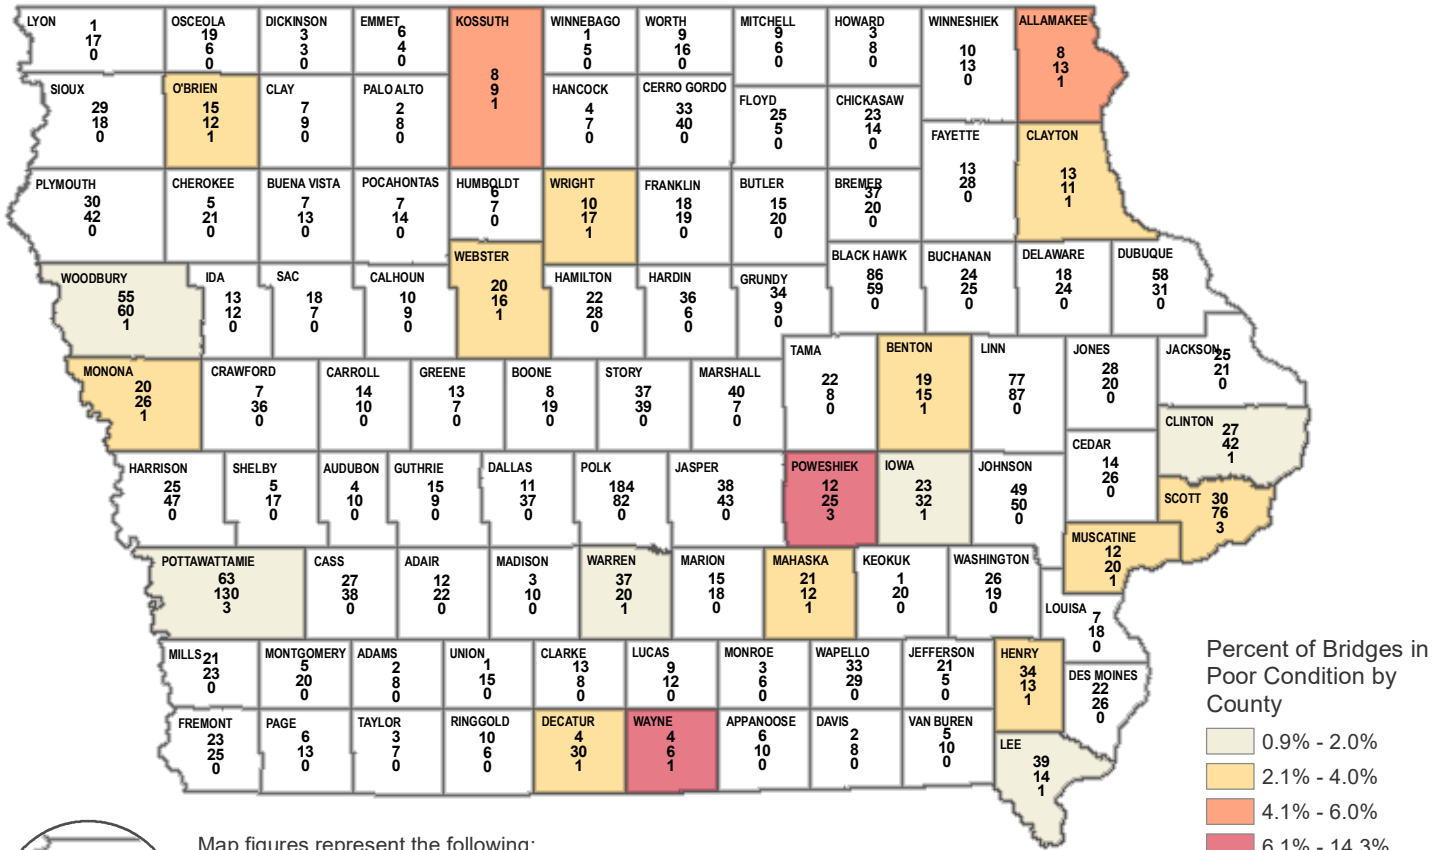 LYON
1
17
0
OSCEOLA
19
6
0
DICKINSON
3
3
0
EMMET
6
4
0
KOSSUTH
8
9
1
WINNEBAGO
1
5
0
WORTH
9
16
0
MITCHELL
9
6
0
HOWARD
3
8
0
WINNESHIEK
10
13
0
ALLAMAKEE
8
13
1
SIOUX
29
18
0
O'BRIEN
15
12
1
CLAY
7
9
0
PALO ALTO
2
8
0
HANCOCK
4
7
0
CERRO GORDO
33
40
0
FLOYD
25
5
0
CHICKASAW
23
14
0
FAYETTE
13
28
0
CLAYTON
13
11
1
PLYMOUTH
30
42
0
CHEROKEE
5
21
0
BUENA VISTA
7
13
0
POCAHONTAS
7
14
0
HUMBOLDT
6
7
0
WRIGHT
10
17
1
FRANKLIN
18
19
0
BUTLER
15
20
0
BREMER
37
20
0
WEBSTER
20
16
1
BLACK HAWK
86
59
0
BUCHANAN
24
25
0
DELAWARE
18
24
0
DUBUQUE
58
31
0
WOODBURY
55
60
1
IDA
13
12
0
SAC
18
7
0
CALHOUN
10
9
0
HAMILTON
22
28
0
HARDIN
36
6
0
GRUNDY
34
9
0
TAMA
22
8
0
BENTON
19
15
1
LINN
77
87
0
JONES
28
20
0
JACKSON
25
21
0
MONONA
20
26
1
CRAWFORD
7
36
0
CARROLL
14
10
0
GREENE
13
7
0
BOONE
8
19
0
STORY
37
39
0
MARSHALL
40
7
0
CLINTON
27
42
1
CEDAR
14
26
0
HARRISON
25
47
0
SHELBY
5
17
0
AUDUBON
4
10
0
GUTHRIE
15
9
0
DALLAS
11
37
0
POLK
184
82
0
JASPER
38
43
0
POWESHIEK
12
25
3
IOWA
23
32
1
JOHNSON
49
50
0
SCOTT
30
76
3
MUSCATINE
12
20
1
POTTAWATTAMIE
63
130
3
CASS
27
38
0
ADAIR
12
22
0
MADISON
3
10
0
WARREN
37
20
1
MARION
15
18
0
MAHASKA
21
12
1
KEOKUK
1
20
0
WASHINGTON
26
19
0
LOUISA
7
18
0
MILLS
21
23
0
MONTGOMERY
5
20
0
ADAMS
2
8
0
UNION
1
15
0
CLARKE
13
8
0
LUCAS
9
12
0
MONROE
3
6
0
WAPELLO
33
29
0
JEFFERSON
21
5
0
HENRY
34
13
1
DES MOINES
22
26
0
FREMONT
23
25
0
PAGE
6
13
0
TAYLOR
3
7
0
RINGGOLD
10
6
0
DECATUR
4
30
1
WAYNE
4
6
1
APPANOOSE
6
10
0
DAVIS
2
8
0
VAN BUREN
5
10
0
LEE
39
14
1
Percent of Bridges in
Poor Condition by
County
0.9% - 2.0%
2.1% - 4.0%
4.1% - 6.0%
6.1% - 14.3%
Map figures represent the following: